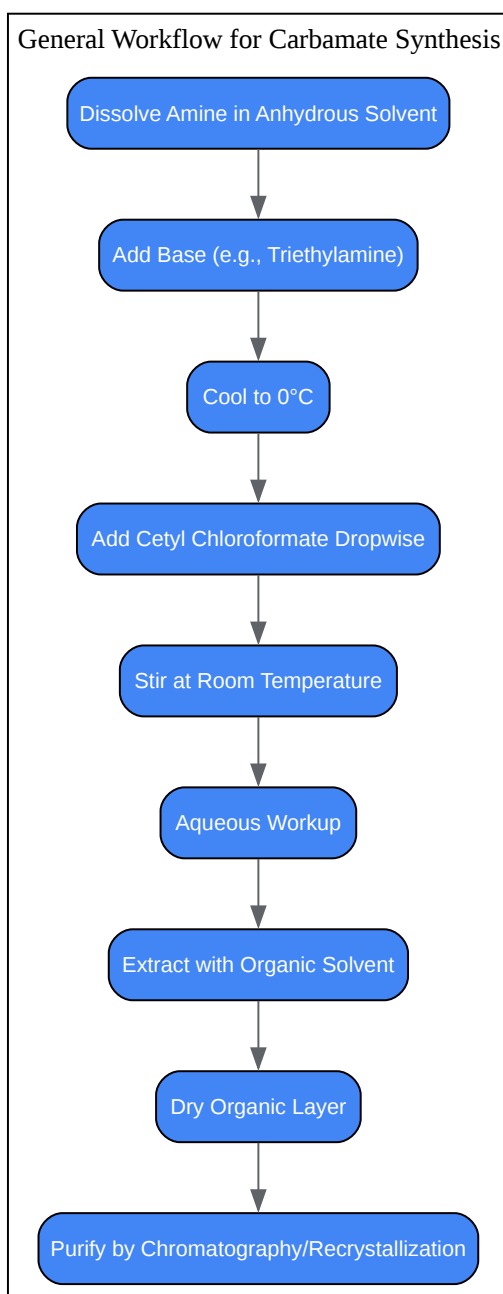 General Workflow for Carbamate Synthesis
Dissolve Amine in Anhydrous Solvent
Add Base (e.g., Triethylamine)
Cool to 0°C
Add Cetyl Chloroformate Dropwise
Stir at Room Temperature
Aqueous Workup
Extract with Organic Solvent
Dry Organic Layer
Purify by Chromatography/Recrystallization